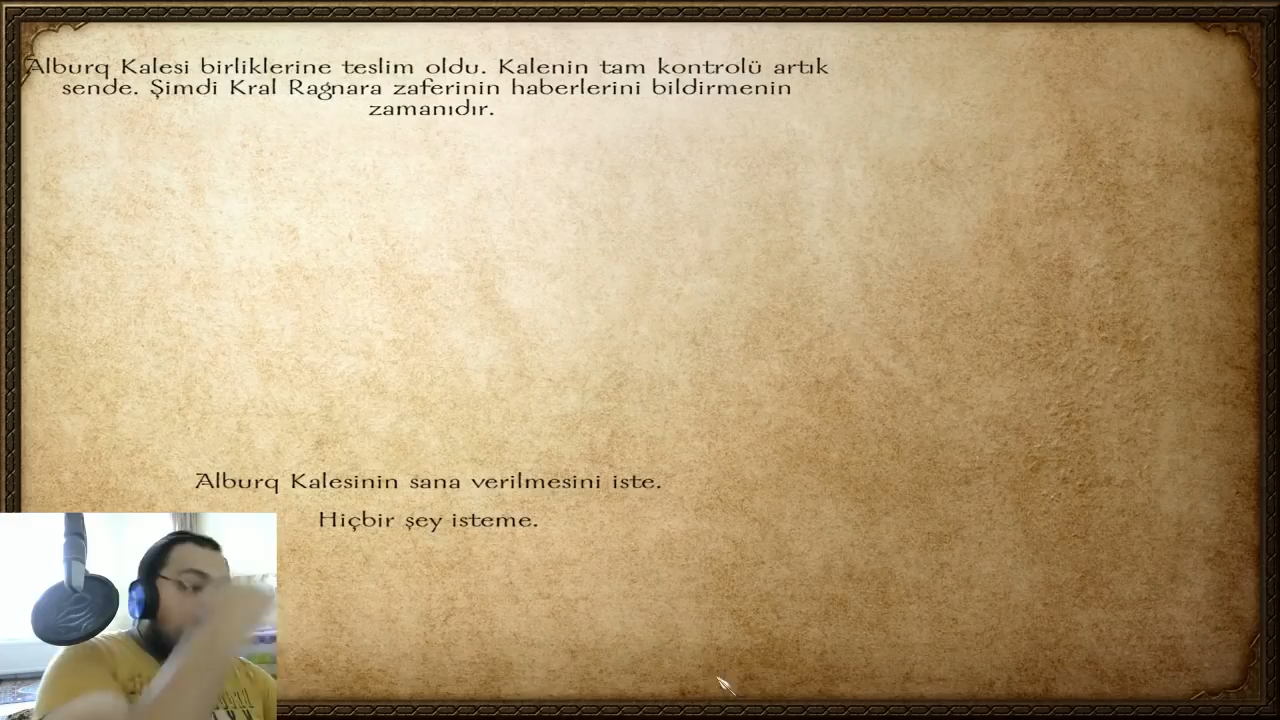 Alburq Kalesi birliklerine teslim oldu. Kalenin tam kontrolü artık
sende. Şimdi Kral Ragnara zaferinin haberlerini bildirmenin
zamanıdır.
Alburq Kalesinin sana verilmesini iste.
Hiçbir şey isteme.